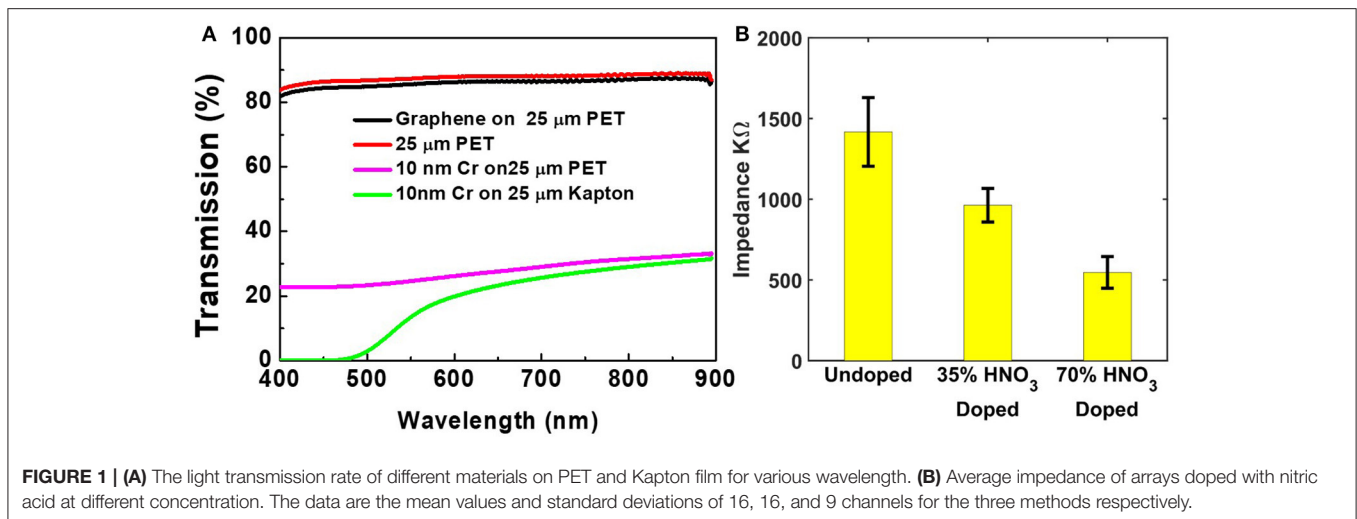 A
100
80
60
40
20
0
Transmission (%)
Graphene on 25 µm PET
25 µm PET
10 nm Cr on25 µm PET
10nm Cr on 25 µm Kapton
400 500 600 700 800 900
Wavelength (nm)
B
2000
1500
1000
500
0
Impedance KΩ
Undoped 35% HNO₃ 70% HNO₃
Doped Doped
FIGURE 1 | (A) The light transmission rate of different materials on PET and Kapton film for various wavelength. (B) Average impedance of arrays doped with nitric
acid at different concentration. The data are the mean values and standard deviations of 16, 16, and 9 channels for the three methods respectively.